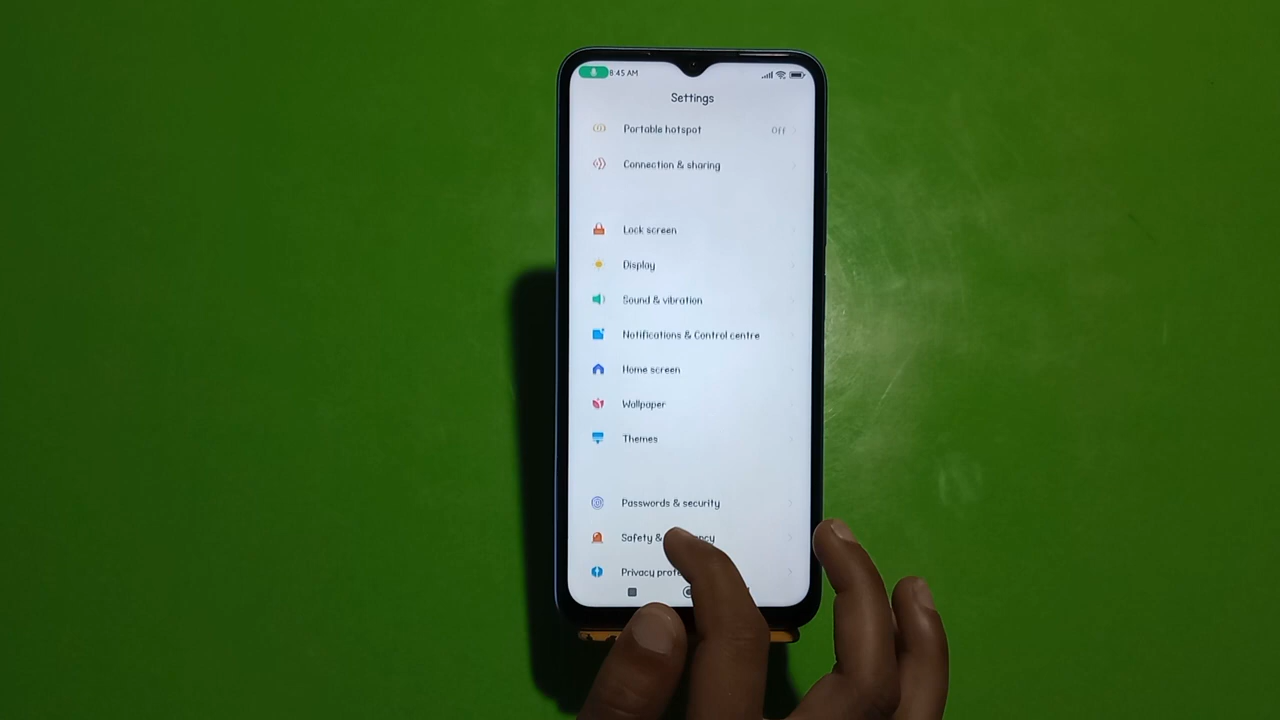 8:45 AM
Settings
Portable hotspot Off
Connection & sharing
Lock screen
Display
Sound & vibration
Notifications & Control centre
Home screen
Wallpaper
Themes
Passwords & security
Safety &
Privacy